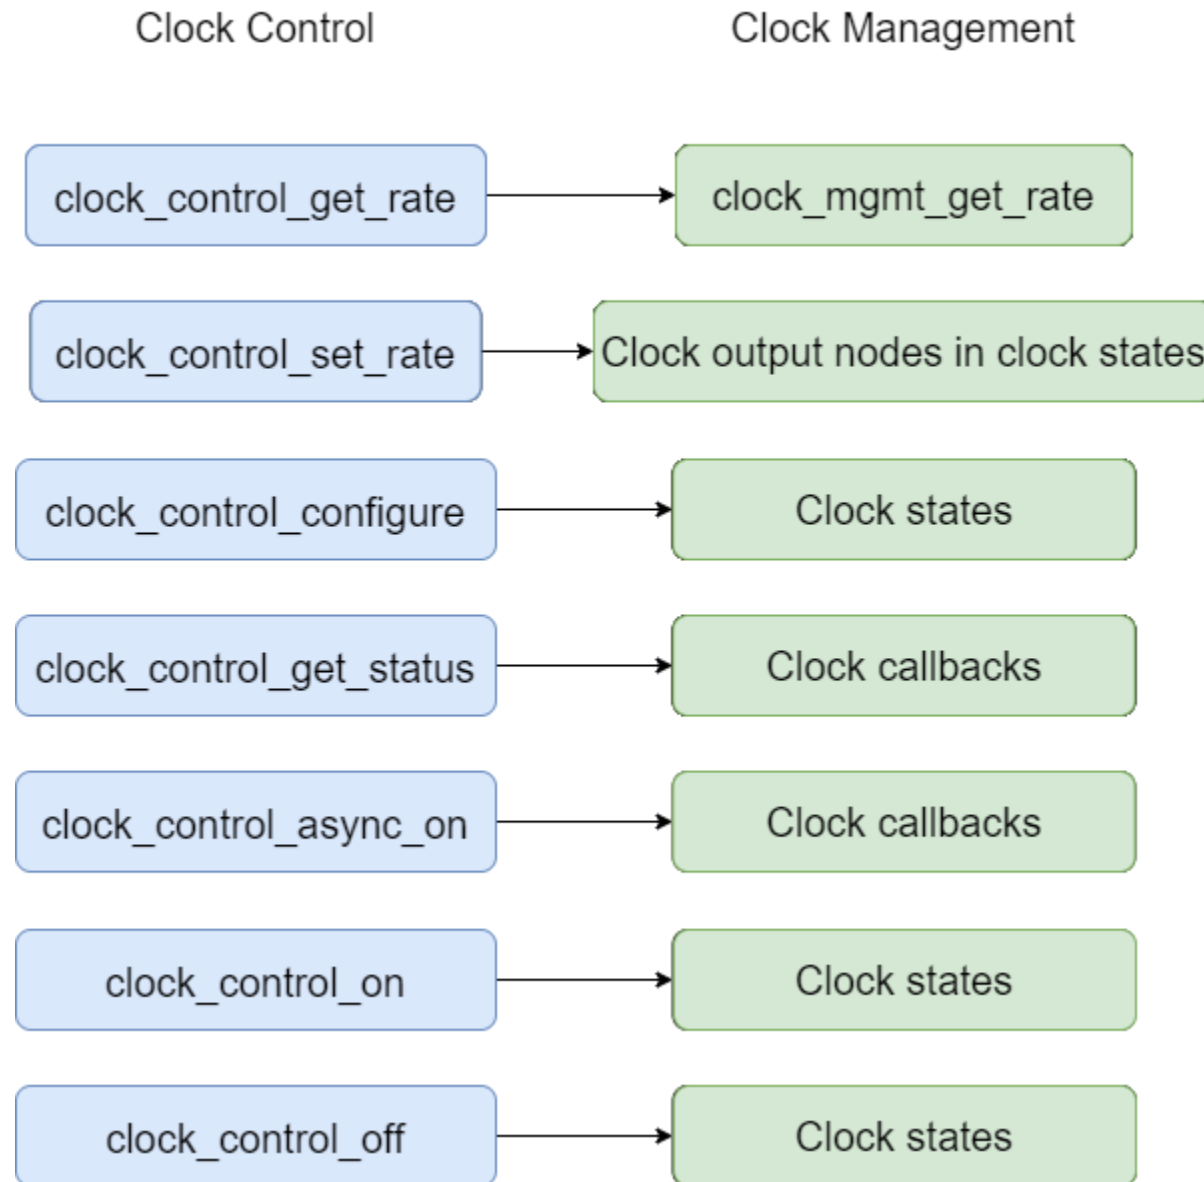 Clock Control
Clock Management
clock_control_get_rate
clock_mgmt_get_rate
clock_control_set_rate
Clock output nodes in clock states
clock_control_configure
Clock states
clock_control_get_status
Clock callbacks
clock_control_async_on
Clock callbacks
clock_control_on
Clock states
clock_control_off
Clock states